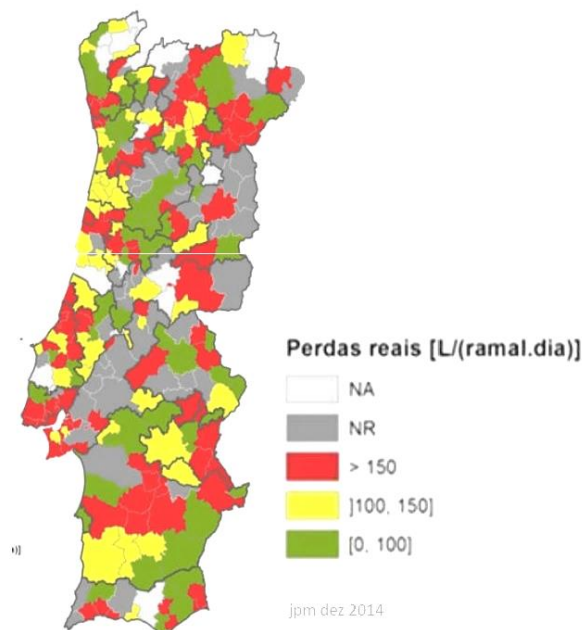 Perdas reais [L/(ramal.dia)]
NA
NR
> 150
]100, 150]
[0, 100]
jpm dez 2014